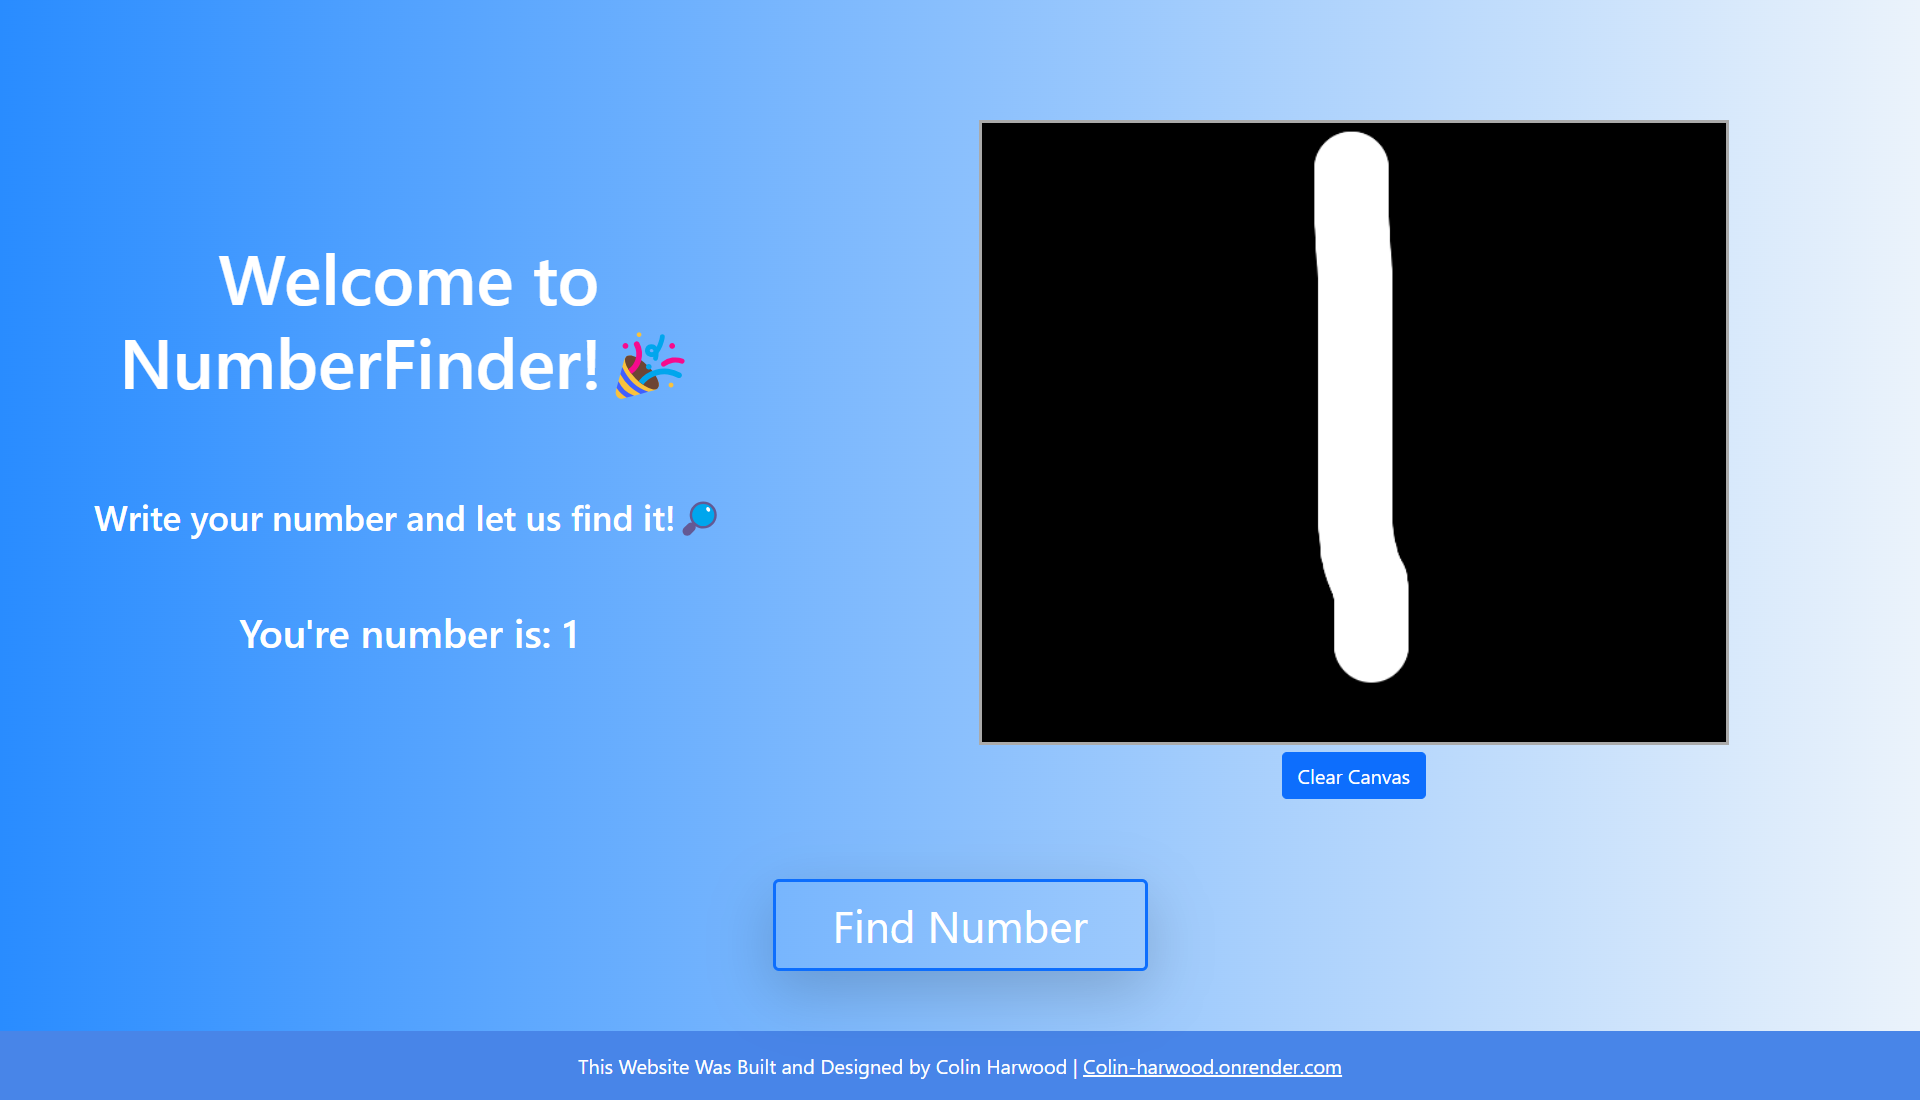 Welcome to
NumberFinder! 🎉
Write your number and let us find it!🔎
You're number is: 1
Clear Canvas
Find Number
This Website Was Built and Designed by Colin Harwood | Colin-harwood.onrender.com